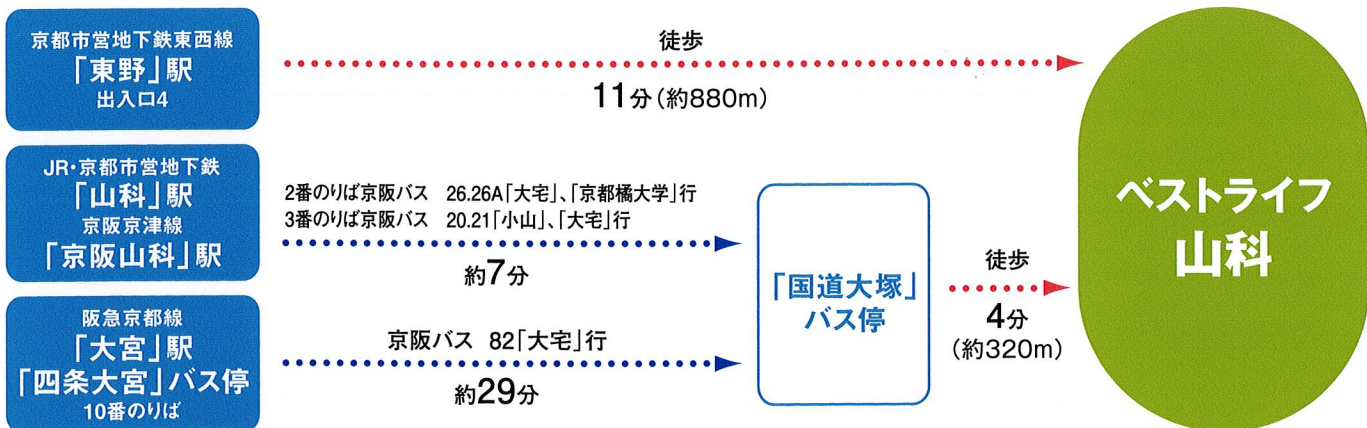 京都市営地下鉄東西線
「東野」駅
出入口4
徒歩
11分(約880m)
JR・京都市営地下鉄
「山科」駅
京阪京津線
「京阪山科」駅
2番のりば京阪バス 26.26A「大宅」、「京都橘大学」行
3番のりば京阪バス 20.21「小山」、「大宅」行
約7分
阪急京都線
「大宮」駅
「四条大宮」バス停
10番のりば
京阪バス 82「大宅」行
約29分
「国道大塚」
バス停
徒歩
4分
(約320m)
ベストライフ
山科